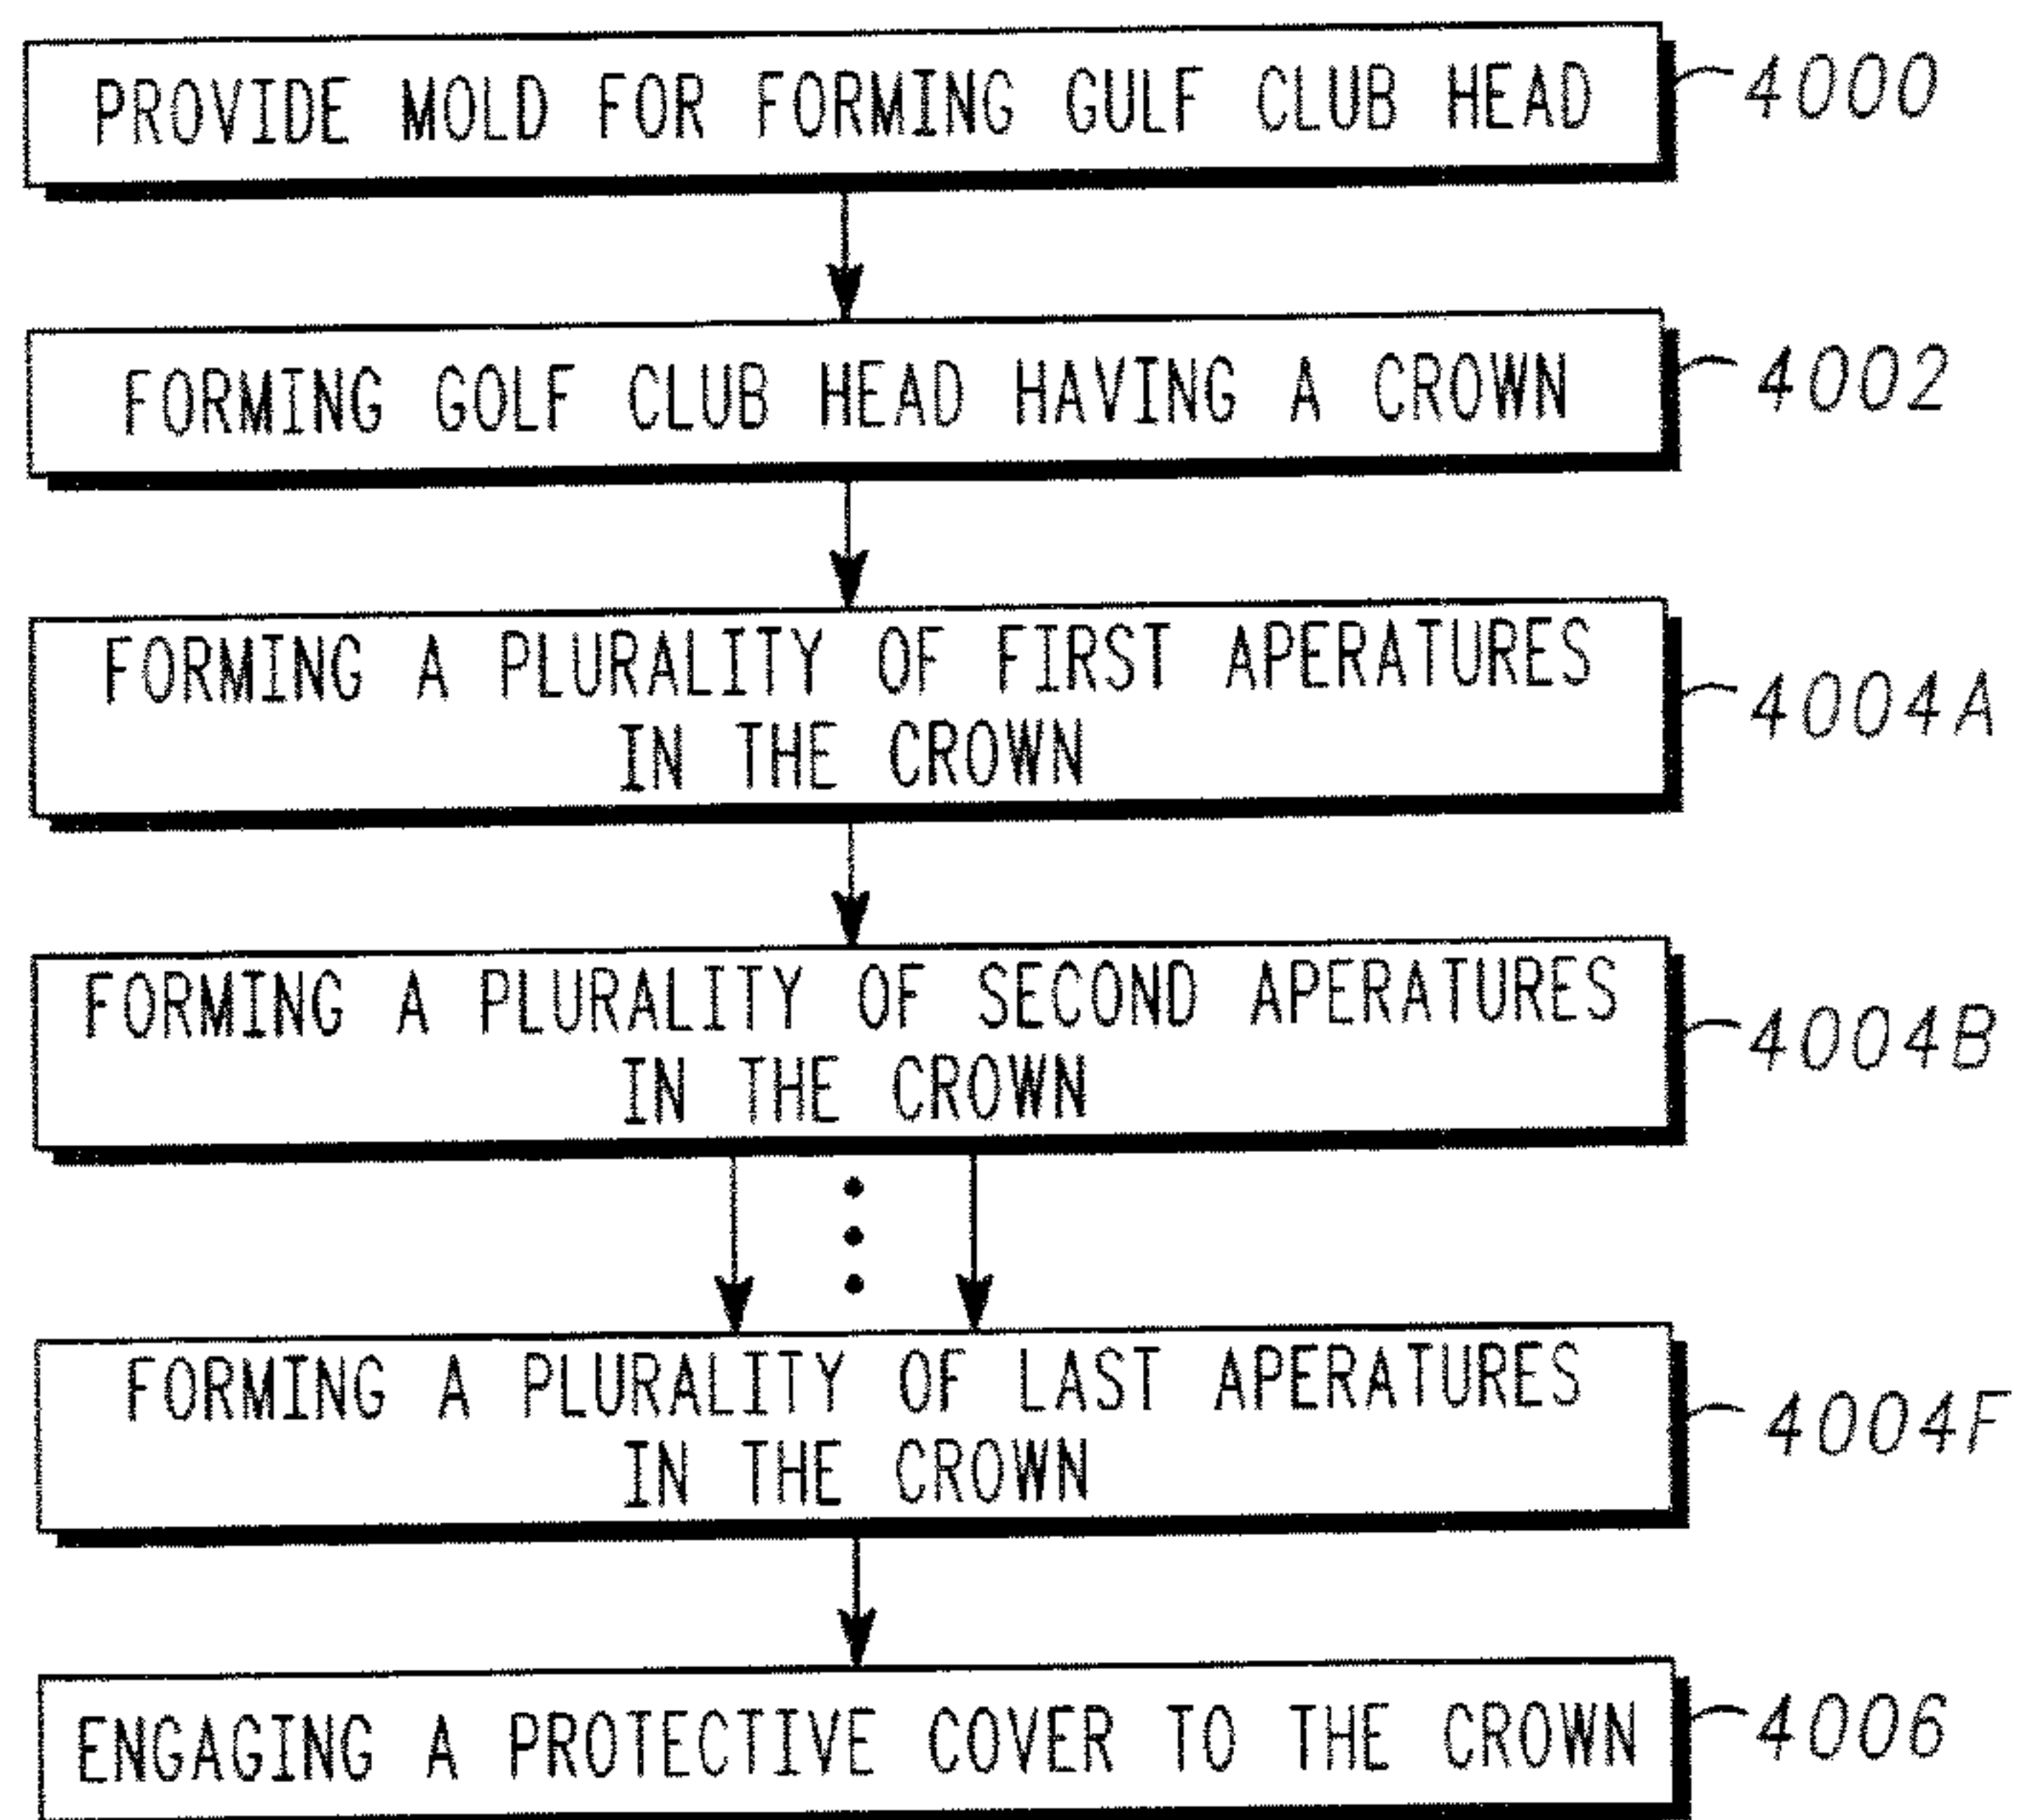 PROVIDE MOLD FOR FORMING GULF CLUB HEAD
4000
FORMING GOLF CLUB HEAD HAVING A CROWN
4002
FORMING A PLURALITY OF FIRST APERATURES
IN THE CROWN
4004A
FORMING A PLURALITY OF SECOND APERATURES
IN THE CROWN
4004B
FORMING A PLURALITY OF LAST APERATURES
IN THE CROWN
4004F
ENGAGING A PROTECTIVE COVER TO THE CROWN
4006